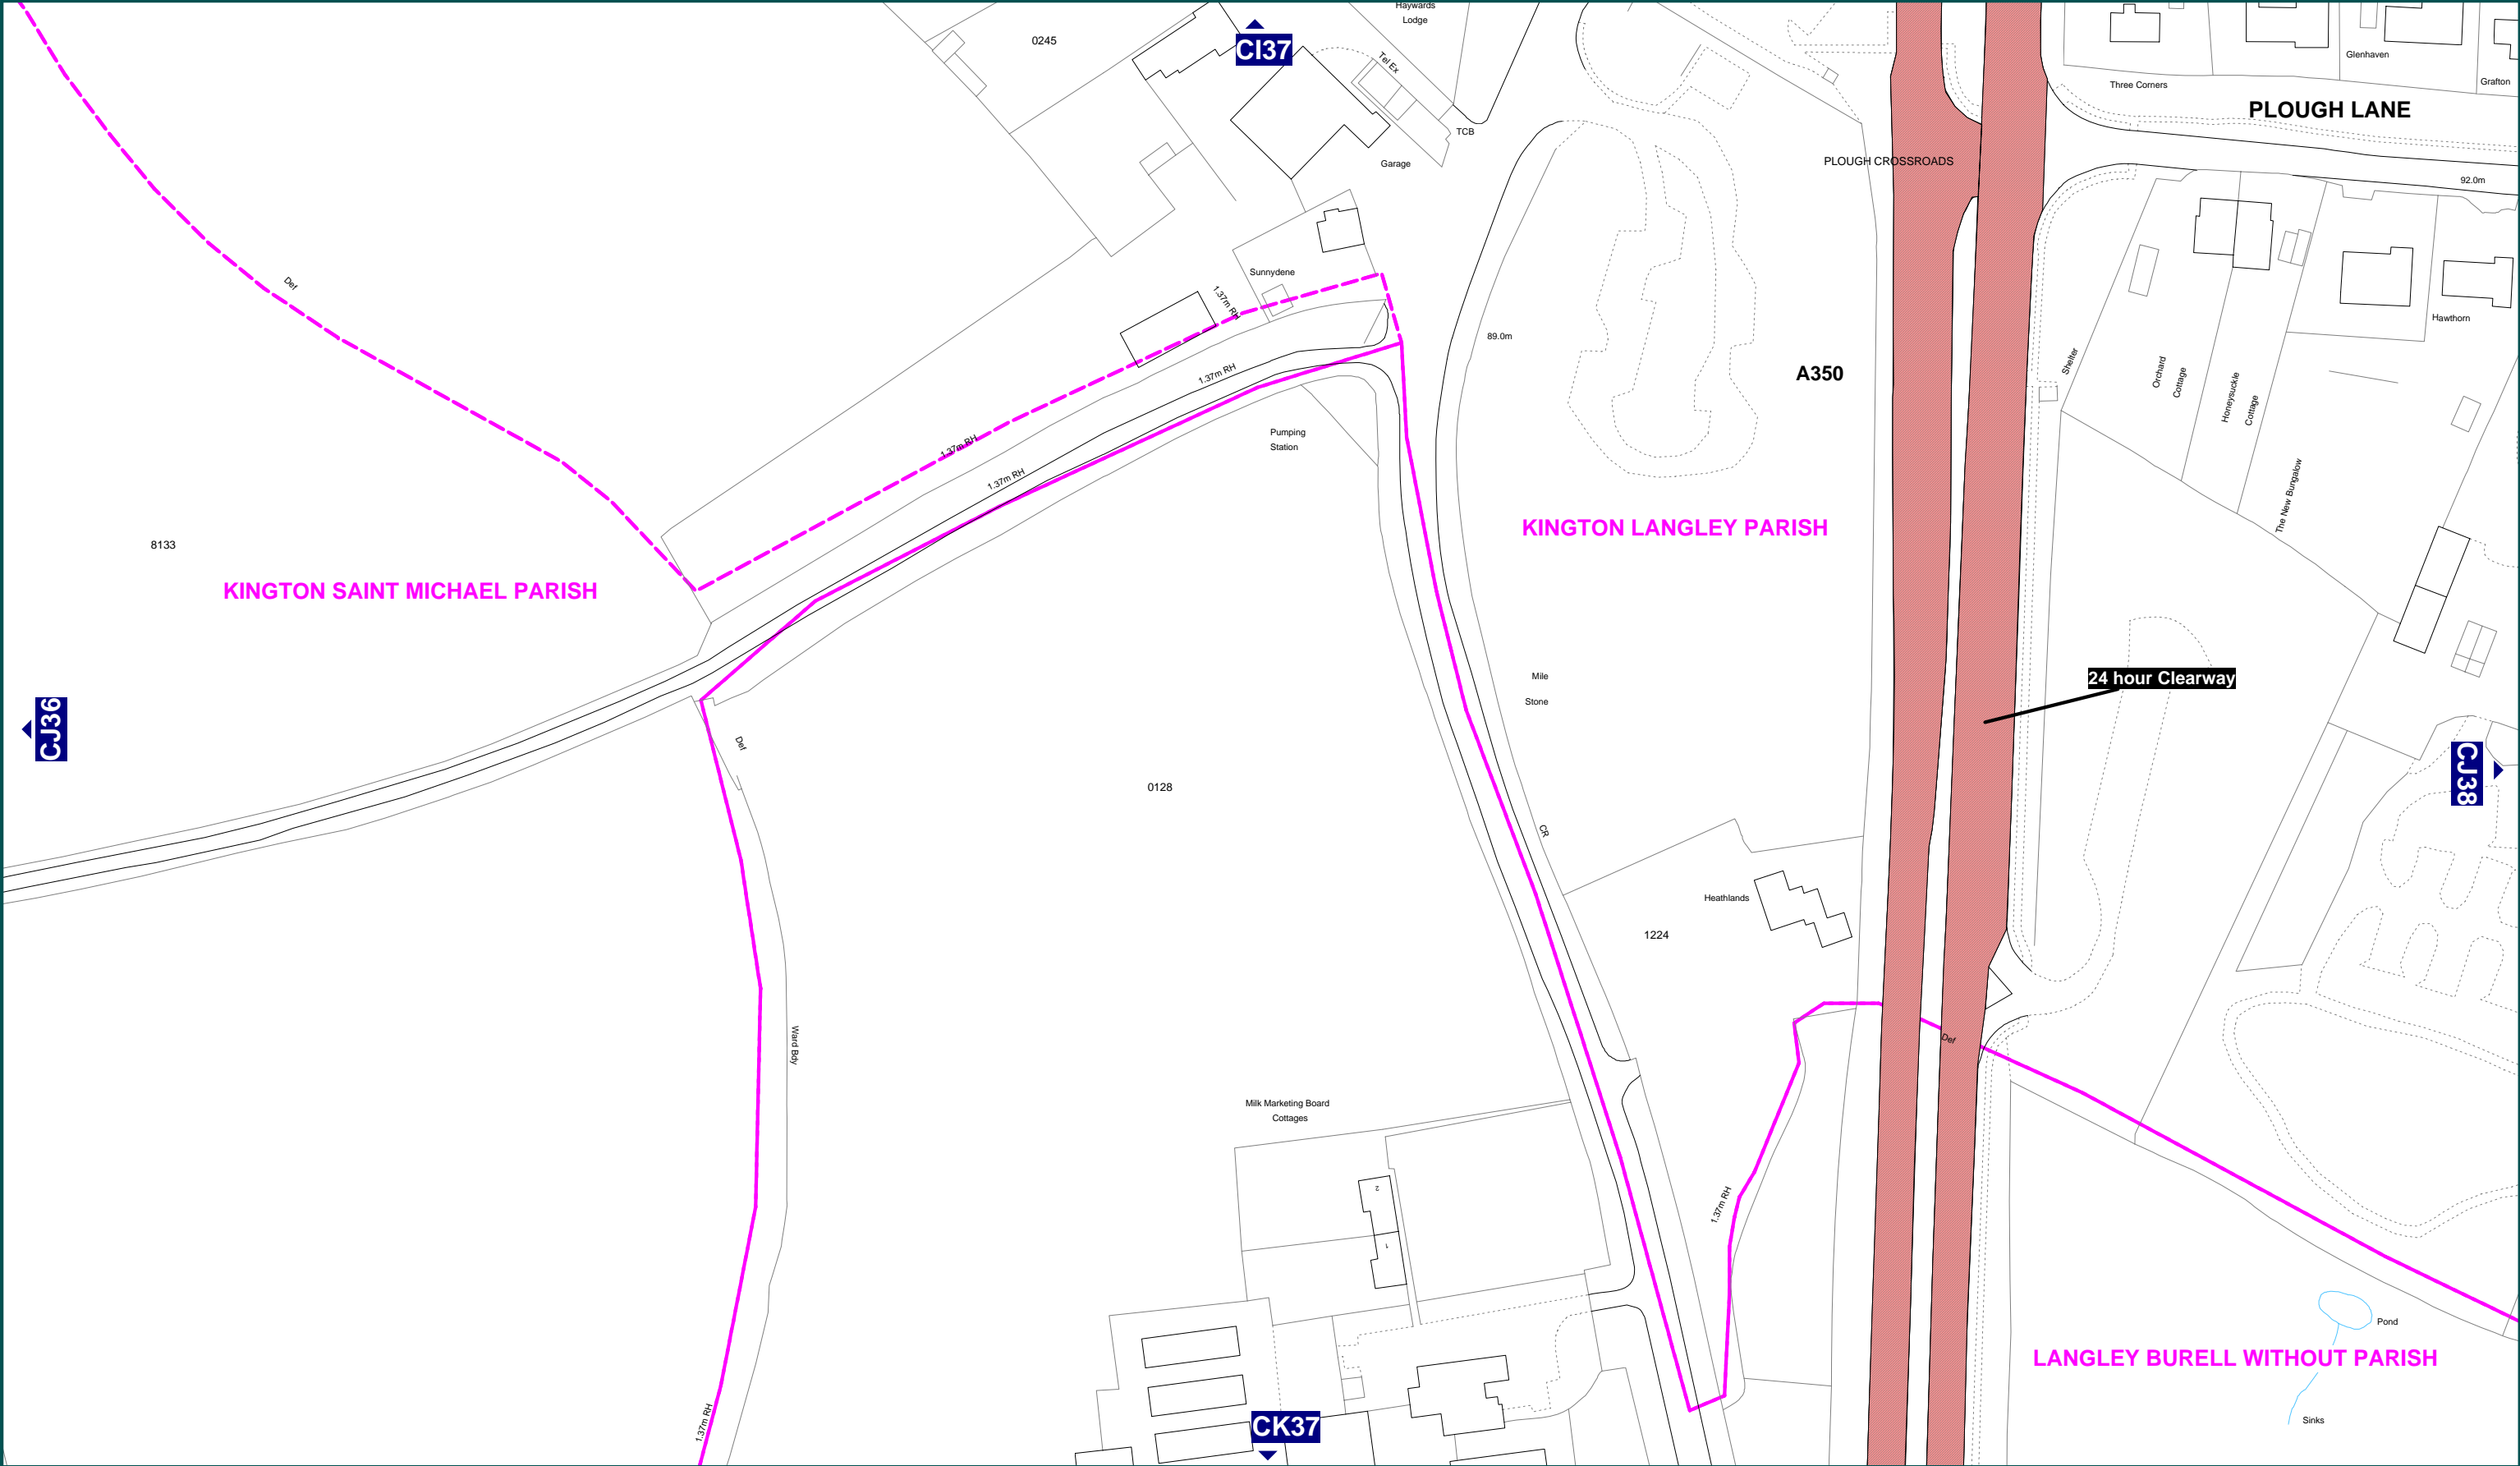 Haywards
Lodge
0245
CI37
Tel Ex
TCB
Garage
Glenhaven
Three Corners
Grafton
PLOUGH LANE
PLOUGH CROSSROADS
92.0m
Def
Sunnydene
1.37m RH
89.0m
Hawthorn
Shelter
Orchard
Cottage
Honeysuckle
Cottage
A350
1.37m RH
1.37m RH
1.37m RH
Pumping
Station
The New Bungalow
KINGTON LANGLEY PARISH
8133
KINGTON SAINT MICHAEL PARISH
Mile
Stone
24 hour Clearway
CJ36
Def
CJ38
0128
CR
Heathlands
1224
Ward Bdy
Def
Milk Marketing Board
Cottages
2
1
1.37m RH
Pond
LANGLEY BURELL WITHOUT PARISH
1.37m RH
CK37
Sinks